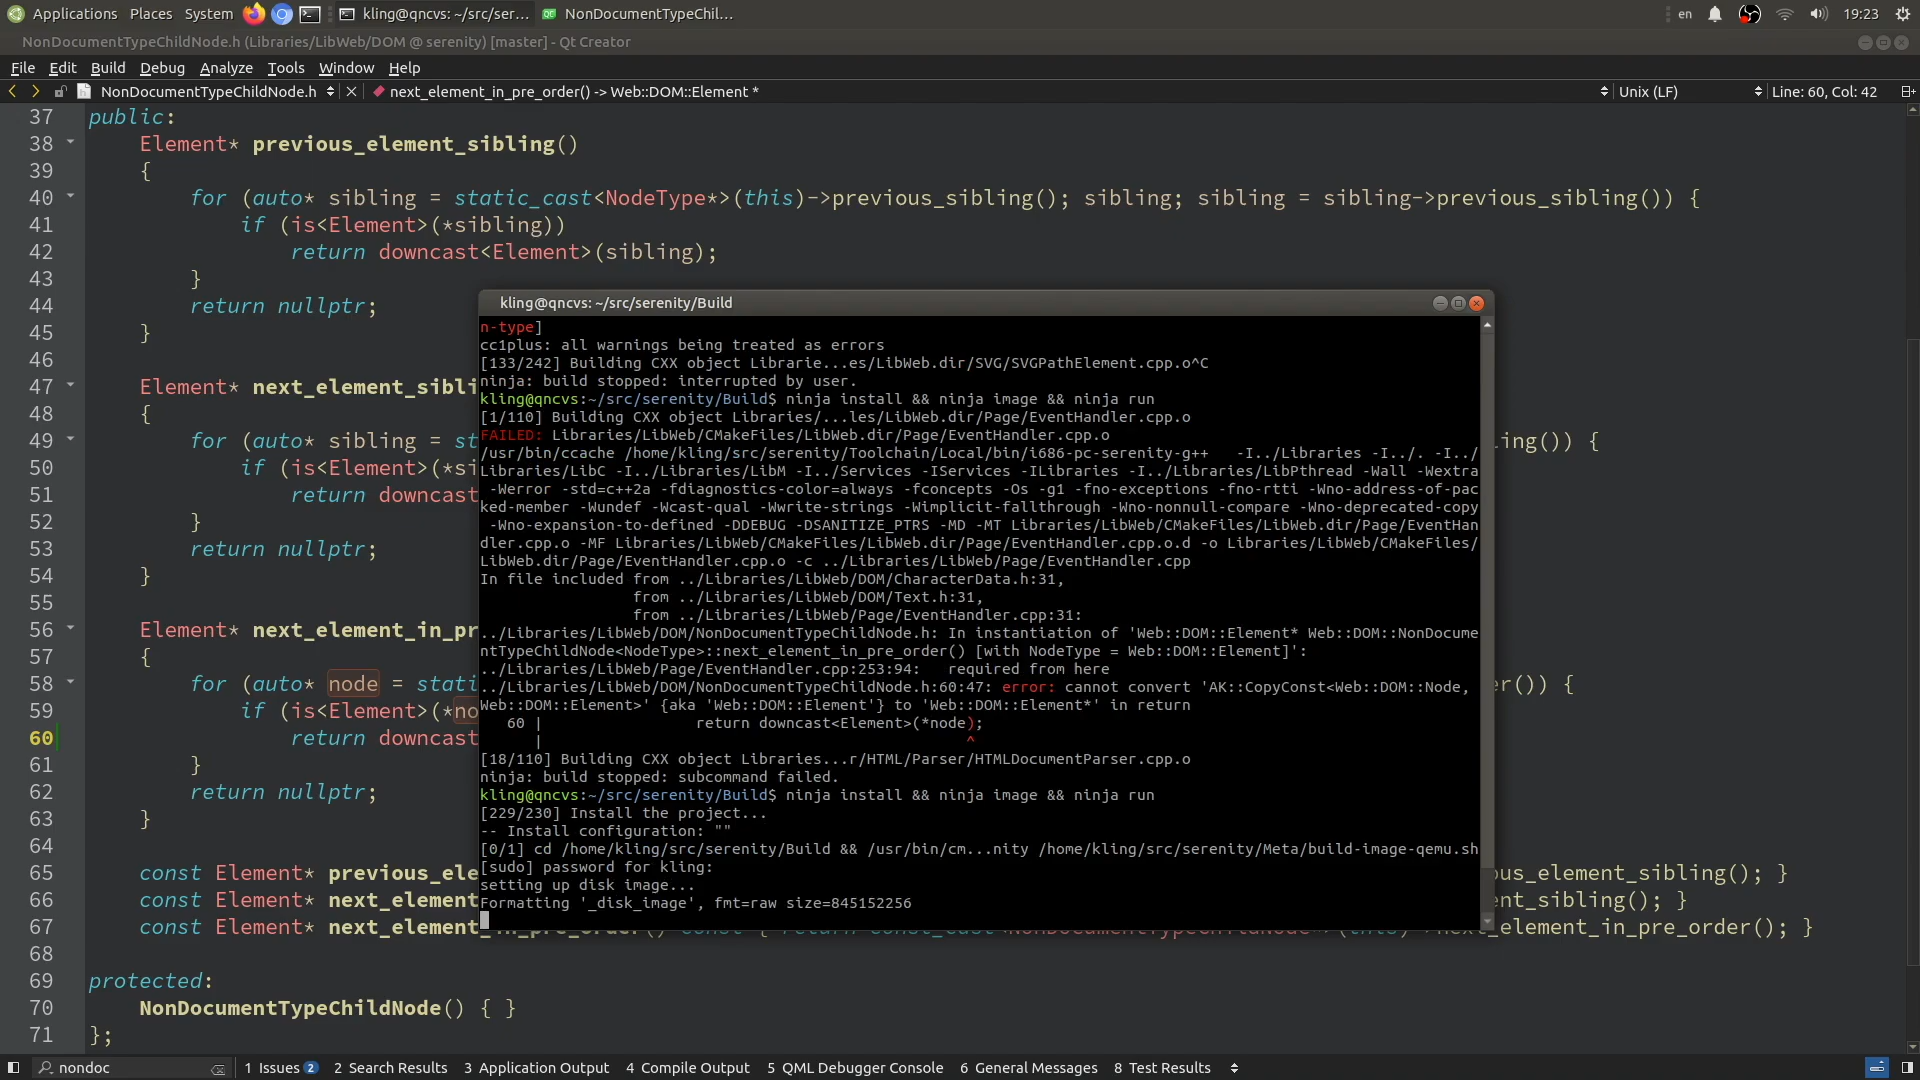 Applications Places System kling@qncvs: ~/src/ser... NonDocumentTypeChil... en 19:23
NonDocumentTypeChildNode.h (Libraries/LibWeb/DOM @ serenity) [master] - Qt Creator
File Edit Build Debug Analyze Tools Window Help
NonDocumentTypeChildNode.h next_element_in_pre_order() -> Web::DOM::Element * Unix (LF) Line: 60, Col: 42
37 public:
38 Element* previous_element_sibling()
39 {
40 for (auto* sibling = static_cast<NodeType*>(this)->previous_sibling(); sibling; sibling = sibling->previous_sibling()) {
41 if (is<Element>(*sibling))
42 return downcast<Element>(sibling);
43 }
44 return nullptr;
45 }
46
47 Element* next_element_sibli
48 {
49 for (auto* sibling = st ling()) {
50 if (is<Element>(*si
51 return downcast
52 }
53 return nullptr;
54 }
55
56 Element* next_element_in_pr
57 {
58 for (auto* node = stati er()) {
59 if (is<Element>(*no
60 return downcast
61 }
62 return nullptr;
63 }
64
65 const Element* previous_ele ous_element_sibling(); }
66 const Element* next_element ent_sibling(); }
67 const Element* next_element_in_pre_order() const { return const_cast<NonDocumentTypeChildNode*>(this)->next_element_in_pre_order(); }
68
69 protected:
70 NonDocumentTypeChildNode() { }
71 };
kling@qncvs: ~/src/serenity/Build
n-type]
cc1plus: all warnings being treated as errors
[133/242] Building CXX object Librarie...es/LibWeb.dir/SVG/SVGPathElement.cpp.o^C
ninja: build stopped: interrupted by user.
kling@qncvs:~/src/serenity/Build$ ninja install && ninja image && ninja run
[1/110] Building CXX object Libraries/...les/LibWeb.dir/Page/EventHandler.cpp.o
FAILED: Libraries/LibWeb/CMakeFiles/LibWeb.dir/Page/EventHandler.cpp.o
/usr/bin/ccache /home/kling/src/serenity/Toolchain/Local/bin/i686-pc-serenity-g++ -I../Libraries -I../. -I../
Libraries/LibC -I../Libraries/LibM -I../Services -IServices -ILibraries -I../Libraries/LibPthread -Wall -Wextra
-Werror -std=c++2a -fdiagnostics-color=always -fconcepts -Os -g1 -fno-exceptions -fno-rtti -Wno-address-of-pac
ked-member -Wundef -Wcast-qual -Wwrite-strings -Wimplicit-fallthrough -Wno-nonnull-compare -Wno-deprecated-copy
-Wno-expansion-to-defined -DDEBUG -DSANITIZE_PTRS -MD -MT Libraries/LibWeb/CMakeFiles/LibWeb.dir/Page/EventHan
dler.cpp.o -MF Libraries/LibWeb/CMakeFiles/LibWeb.dir/Page/EventHandler.cpp.o.d -o Libraries/LibWeb/CMakeFiles/
LibWeb.dir/Page/EventHandler.cpp.o -c ../Libraries/LibWeb/Page/EventHandler.cpp
In file included from ../Libraries/LibWeb/DOM/CharacterData.h:31,
from ../Libraries/LibWeb/DOM/Text.h:31,
from ../Libraries/LibWeb/Page/EventHandler.cpp:31:
../Libraries/LibWeb/DOM/NonDocumentTypeChildNode.h: In instantiation of 'Web::DOM::Element* Web::DOM::NonDocume
ntTypeChildNode<NodeType>::next_element_in_pre_order() [with NodeType = Web::DOM::Element]':
../Libraries/LibWeb/Page/EventHandler.cpp:253:94: required from here
../Libraries/LibWeb/DOM/NonDocumentTypeChildNode.h:60:47: error: cannot convert 'AK::CopyConst<Web::DOM::Node,
Web::DOM::Element>' {aka 'Web::DOM::Element'} to 'Web::DOM::Element*' in return
60 | return downcast<Element>(*node);
| ^
[18/110] Building CXX object Libraries...r/HTML/Parser/HTMLDocumentParser.cpp.o
ninja: build stopped: subcommand failed.
kling@qncvs:~/src/serenity/Build$ ninja install && ninja image && ninja run
[229/230] Install the project...
-- Install configuration: ""
[0/1] cd /home/kling/src/serenity/Build && /usr/bin/cm...nity /home/kling/src/serenity/Meta/build-image-qemu.sh
[sudo] password for kling:
setting up disk image...
Formatting '_disk_image', fmt=raw size=845152256
nondoc 1 Issues 2 2 Search Results 3 Application Output 4 Compile Output 5 QML Debugger Console 6 General Messages 8 Test Results